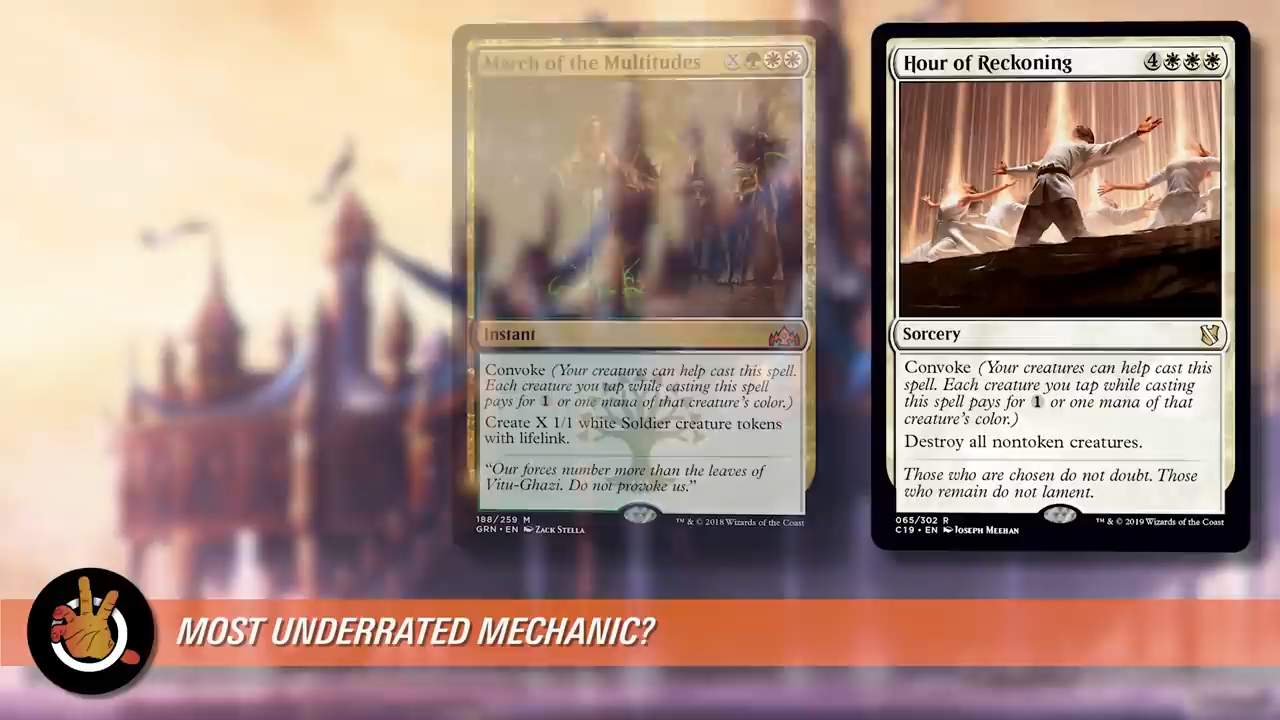 March of the Multitudes X
Instant
Convoke (Your creatures can help cast this spell.
Each creature you tap while casting this spell
pays for 1 or one mana of that creature's color.)
Create X 1/1 white Soldier creature tokens
with lifelink.
“Our forces number more than the leaves of
Vitu-Ghazi. Do not provoke us.”
188/259 M
GRN • EN Zack Stella
™ & © 2018 Wizards of the Coast
Hour of Reckoning 4
Sorcery
Convoke (Your creatures can help cast this
spell. Each creature you tap while casting
this spell pays for 1 or one mana of that
creature's color.)
Destroy all nontoken creatures.
Those who are chosen do not doubt. Those
who remain do not lament.
065/302 R
C19 • EN Joseph Meehan
™ & © 2019 Wizards of the Coast
MOST UNDERRATED MECHANIC?